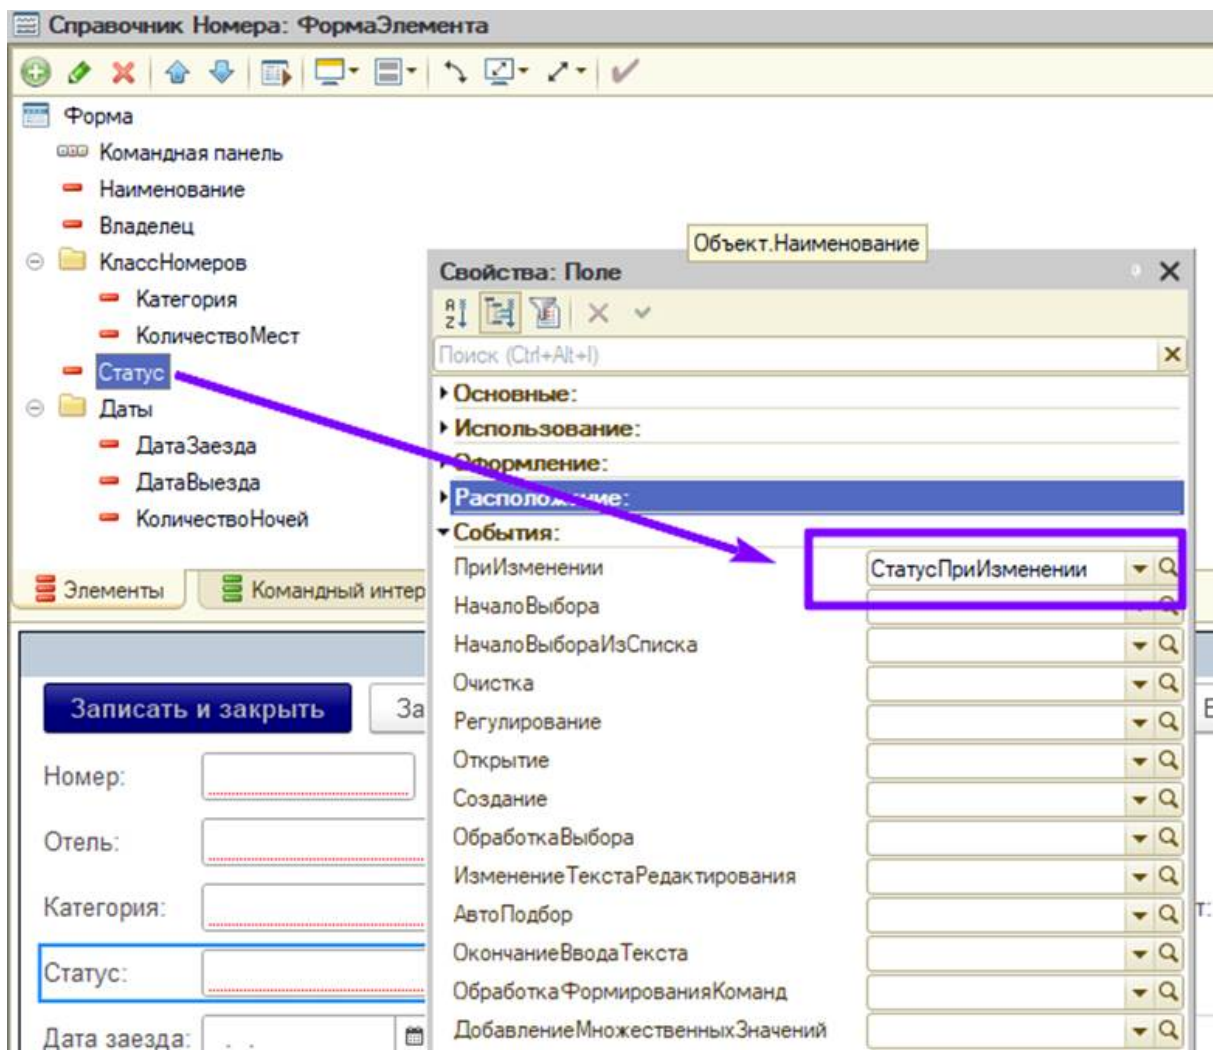 Справочник Номера: ФормаЭлемента
Форма
Командная панель
Наименование
Владелец
КлассНомеров
Категория
КоличествоМест
Статус
Даты
ДатаЗаезда
ДатаВыезда
КоличествоНочей
Элементы
Командный интер
Объект.Наименование
Свойства: Поле
Поиск (Ctrl+Alt+I)
Основные:
Использование:
Оформление:
Расположение:
События:
ПриИзменении СтатусПриИзменении
НачалоВыбора
НачалоВыбораИзСписка
Очистка
Регулирование
Открытие
Создание
ОбработкаВыбора
ИзменениеТекстаРедактирования
АвтоПодбор
ОкончаниеВводаТекста
ОбработкаФормированияКоманд
ДобавлениеМножественныхЗначений
Записать и закрыть
За
Номер:
Отель:
Категория:
т:
Статус:
Дата заезда: . .